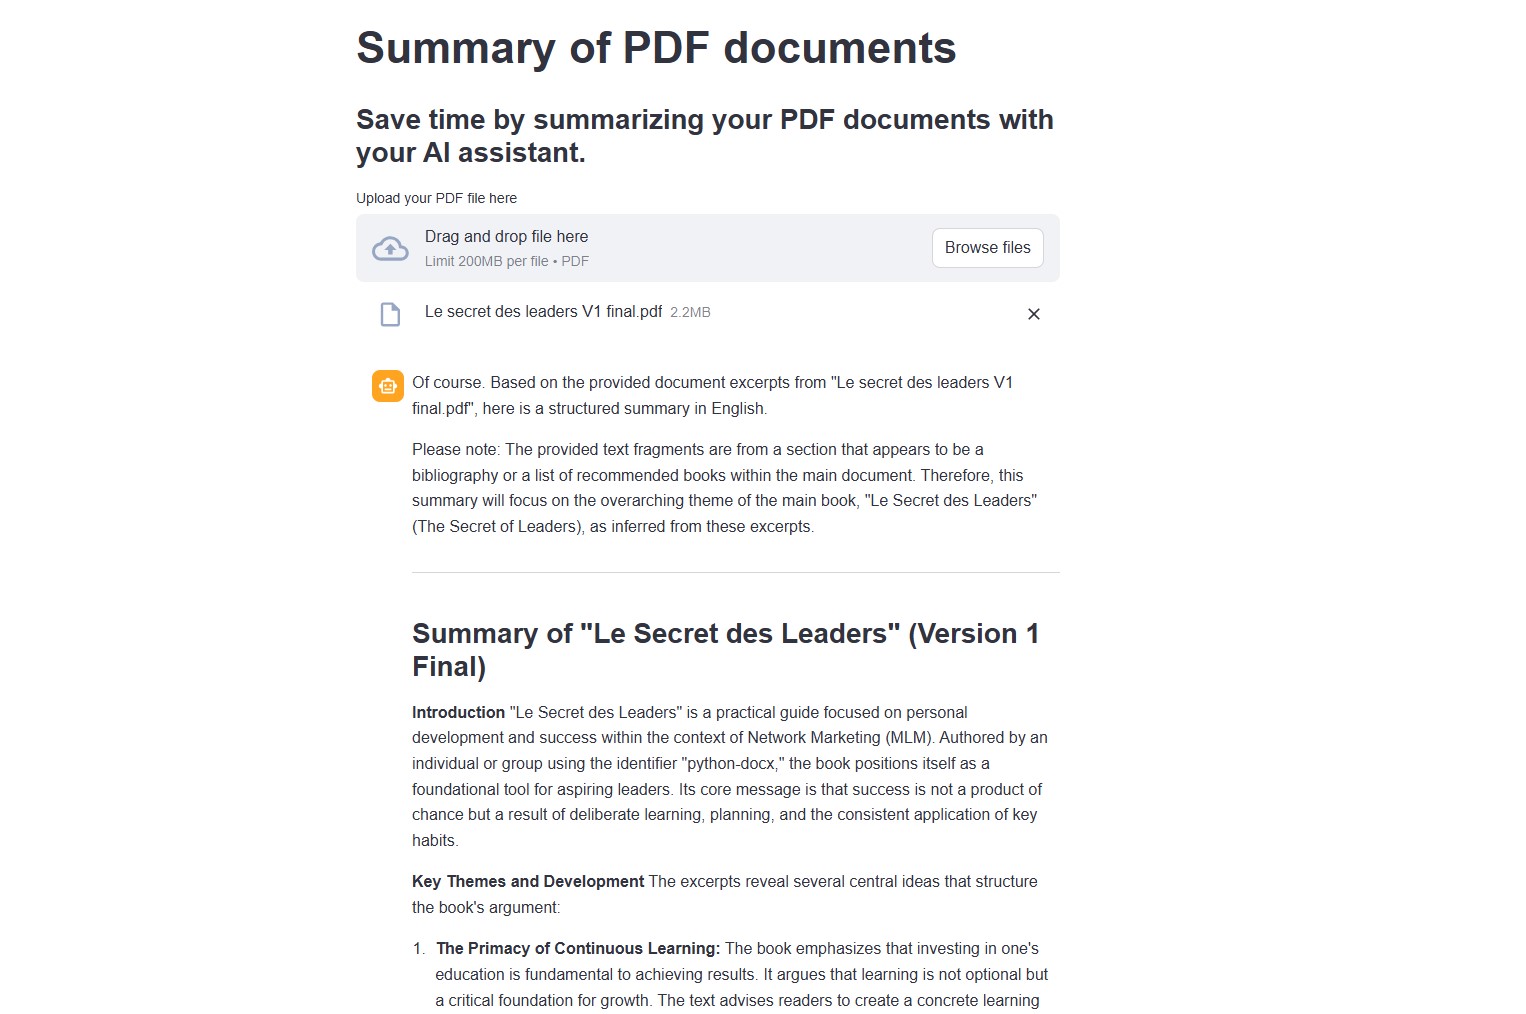 Summary of PDF documents
Save time by summarizing your PDF documents with
your AI assistant.
Upload your PDF file here
Drag and drop file here
Limit 200MB per file • PDF
Browse files
Le secret des leaders V1 final.pdf 2.2MB
Of course. Based on the provided document excerpts from "Le secret des leaders V1
final.pdf", here is a structured summary in English.
Please note: The provided text fragments are from a section that appears to be a
bibliography or a list of recommended books within the main document. Therefore, this
summary will focus on the overarching theme of the main book, "Le Secret des Leaders"
(The Secret of Leaders), as inferred from these excerpts.
Summary of "Le Secret des Leaders" (Version 1
Final)
Introduction "Le Secret des Leaders" is a practical guide focused on personal
development and success within the context of Network Marketing (MLM). Authored by an
individual or group using the identifier "python-docx," the book positions itself as a
foundational tool for aspiring leaders. Its core message is that success is not a product of
chance but a result of deliberate learning, planning, and the consistent application of key
habits.
Key Themes and Development The excerpts reveal several central ideas that structure
the book's argument:
1. The Primacy of Continuous Learning: The book emphasizes that investing in one's
education is fundamental to achieving results. It argues that learning is not optional but
a critical foundation for growth. The text advises readers to create a concrete learning